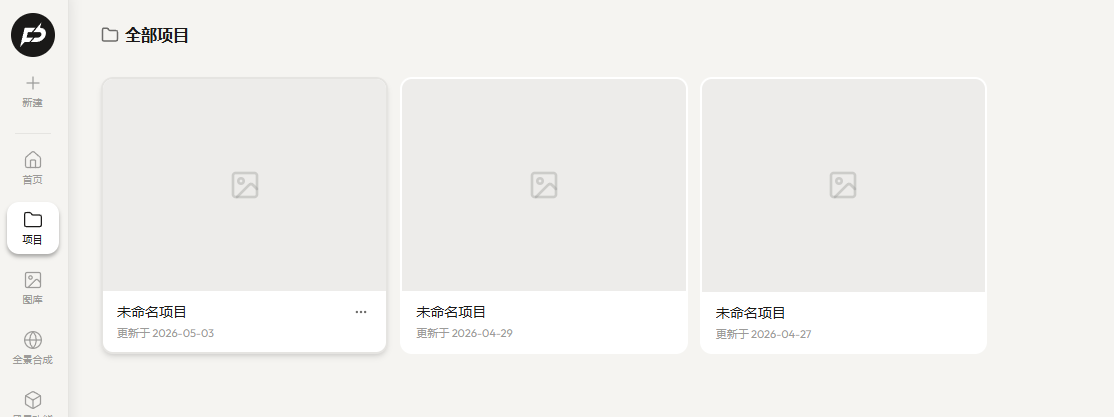 全部项目
新建
首页
项目
图库
全景合成
未命名项目
更新于 2026-05-03
未命名项目
更新于 2026-04-29
未命名项目
更新于 2026-04-27